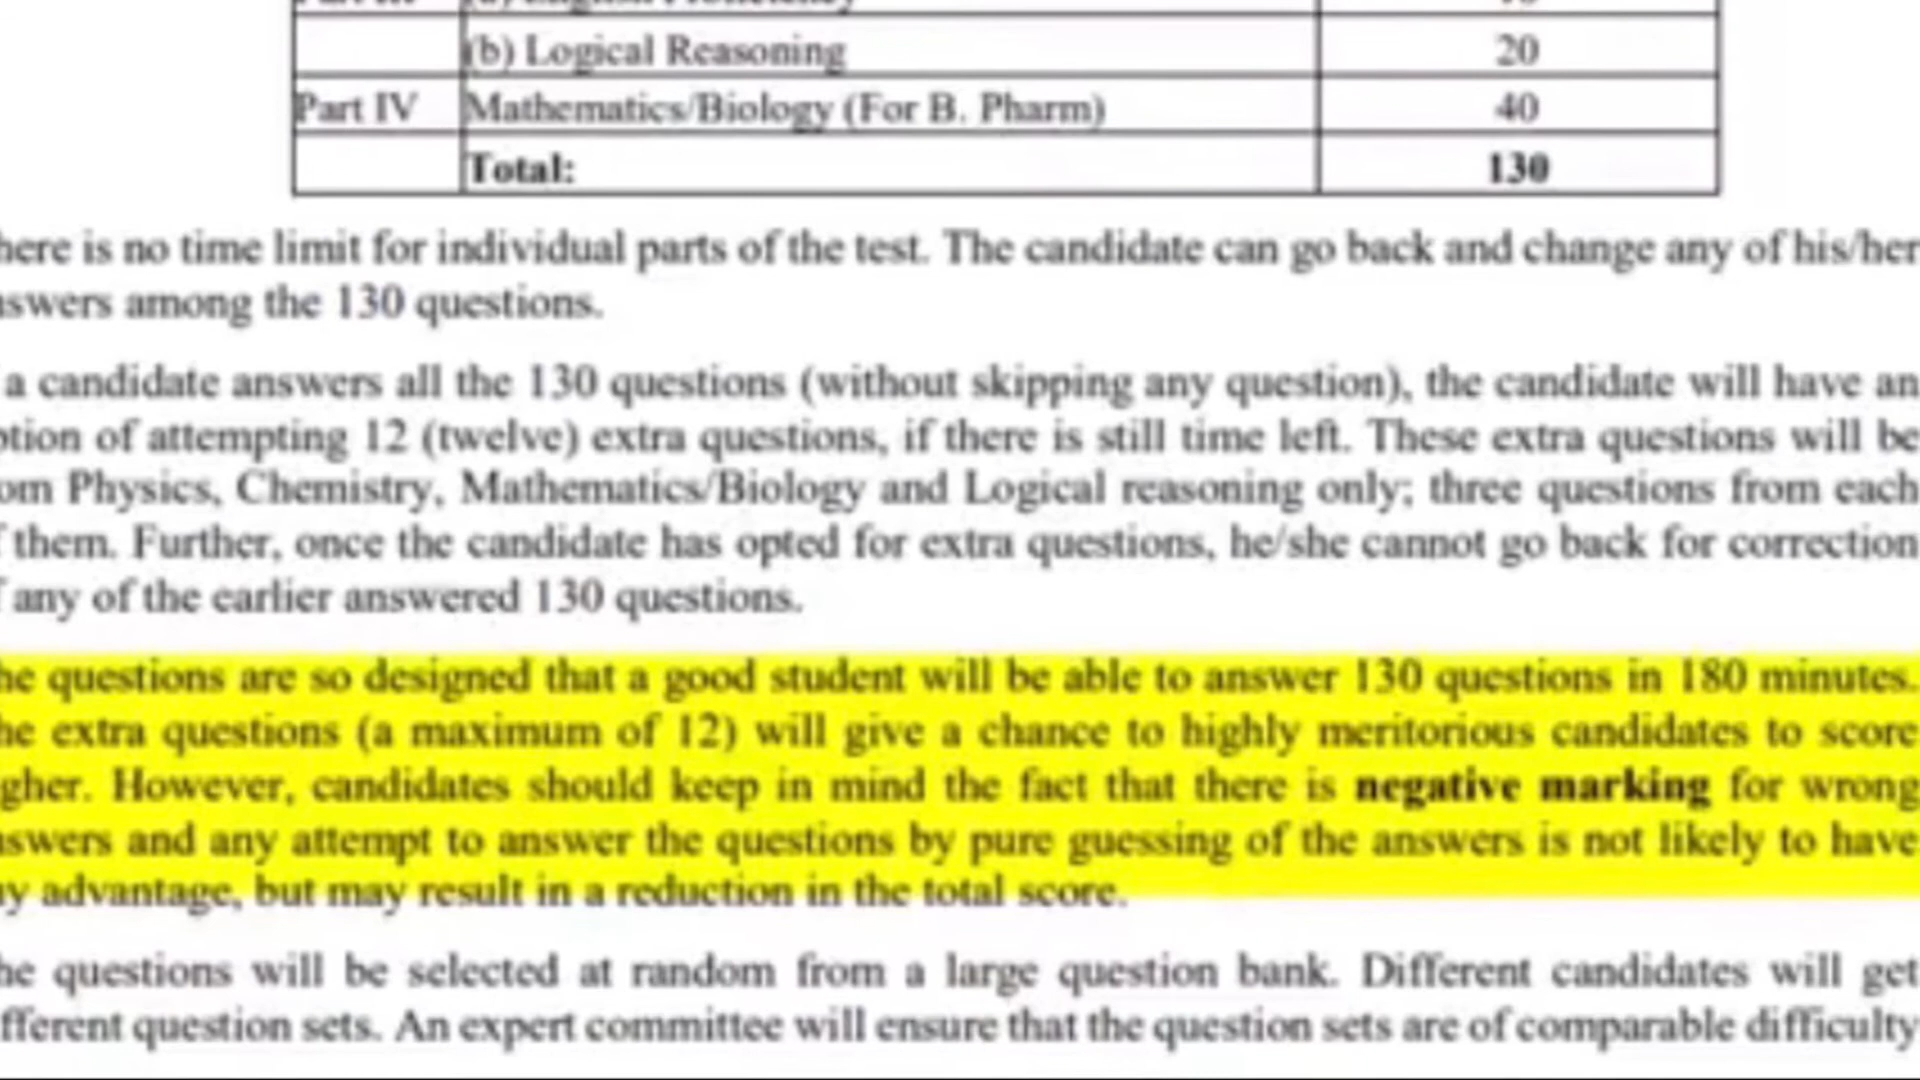 (b) Logical Reasoning 20
Part IV Mathematics/Biology (For B. Pharm) 40
Total: 130
here is no time limit for individual parts of the test. The candidate can go back and change any of his/her
swers among the 130 questions.
a candidate answers all the 130 questions (without skipping any question), the candidate will have an
tion of attempting 12 (twelve) extra questions, if there is still time left. These extra questions will be
om Physics, Chemistry, Mathematics/Biology and Logical reasoning only; three questions from each
f them. Further, once the candidate has opted for extra questions, he/she cannot go back for correction
f any of the earlier answered 130 questions.
he questions are so designed that a good student will be able to answer 130 questions in 180 minutes.
he extra questions (a maximum of 12) will give a chance to highly meritorious candidates to score
gher. However, candidates should keep in mind the fact that there is negative marking for wrong
swers and any attempt to answer the questions by pure guessing of the answers is not likely to have
y advantage, but may result in a reduction in the total score.
he questions will be selected at random from a large question bank. Different candidates will get
fferent question sets. An expert committee will ensure that the question sets are of comparable difficulty